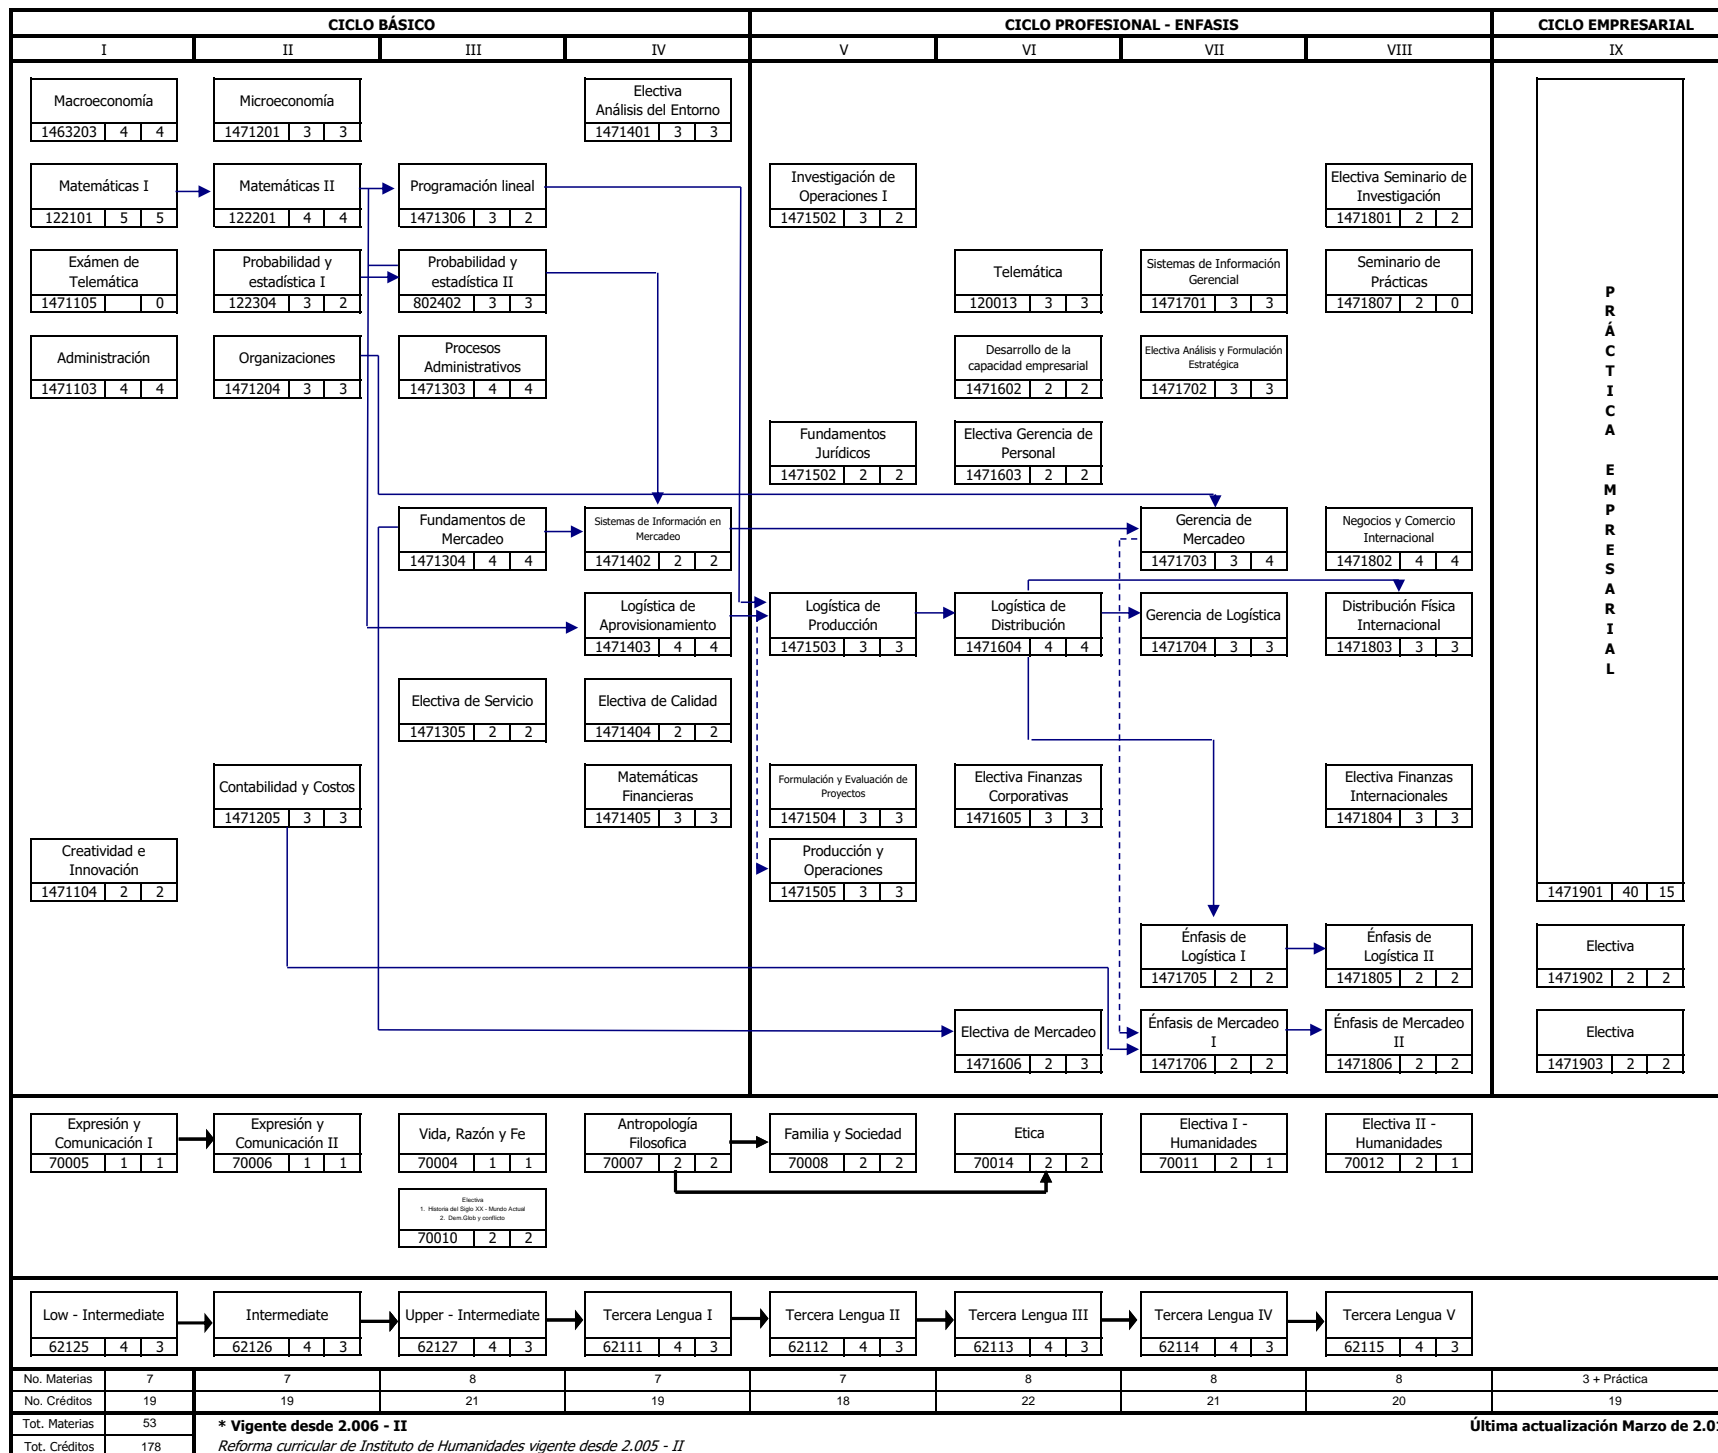 CICLO BÁSICO CICLO PROFESIONAL - ENFASIS CICLO EMPRESARIAL
I II III IV V VI VII VIII IX
Macroeconomía
1463203 4 4
Microeconomía
1471201 3 3
Electiva
Análisis del Entorno
1471401 3 3
Matemáticas I
122101 5 5
Matemáticas II
122201 4 4
Programación lineal
1471306 3 2
Investigación de
Operaciones I
1471502 3 2
Electiva Seminario de
Investigación
1471801 2 2
Exámen de
Telemática
1471105 0
Probabilidad y
estadística I
122304 3 2
Probabilidad y
estadística II
802402 3 3
Telemática
120013 3 3
Sistemas de Información
Gerencial
1471701 3 3
Seminario de
Prácticas
1471807 2 0
Administración
1471103 4 4
Organizaciones
1471204 3 3
Procesos
Administrativos
1471303 4 4
Desarrollo de la
capacidad empresarial
1471602 2 2
Electiva Análisis y Formulación
Estratégica
1471702 3 3
Fundamentos
Jurídicos
1471502 2 2
Electiva Gerencia de
Personal
1471603 2 2
Fundamentos de
Mercadeo
1471304 4 4
Sistemas de Información en
Mercadeo
1471402 2 2
Gerencia de
Mercadeo
1471703 3 4
Negocios y Comercio
Internacional
1471802 4 4
Logística de
Aprovisionamiento
1471403 4 4
Logística de
Producción
1471503 3 3
Logística de
Distribución
1471604 4 4
Gerencia de Logística
1471704 3 3
Distribución Física
Internacional
1471803 3 3
Electiva de Servicio
1471305 2 2
Electiva de Calidad
1471404 2 2
Contabilidad y Costos
1471205 3 3
Matemáticas
Financieras
1471405 3 3
Formulación y Evaluación de
Proyectos
1471504 3 3
Electiva Finanzas
Corporativas
1471605 3 3
Electiva Finanzas
Internacionales
1471804 3 3
Creatividad e
Innovación
1471104 2 2
Producción y
Operaciones
1471505 3 3
PRÁCTICA EMPRESARIAL
1471901 40 15
Énfasis de
Logística I
1471705 2 2
Énfasis de
Logística II
1471805 2 2
Electiva
1471902 2 2
Electiva de Mercadeo
1471606 2 3
Énfasis de Mercadeo
I
1471706 2 2
Énfasis de Mercadeo
II
1471806 2 2
Electiva
1471903 2 2
Expresión y
Comunicación I
70005 1 1
Expresión y
Comunicación II
70006 1 1
Vida, Razón y Fe
70004 1 1
Antropología
Filosofica
70007 2 2
Familia y Sociedad
70008 2 2
Etica
70014 2 2
Electiva I -
Humanidades
70011 2 1
Electiva II -
Humanidades
70012 2 1
Electiva
1. Historia del Siglo XX - Mundo Actual
2. Dem.Glob y conflicto
70010 2 2
Low - Intermediate
62125 4 3
Intermediate
62126 4 3
Upper - Intermediate
62127 4 3
Tercera Lengua I
62111 4 3
Tercera Lengua II
62112 4 3
Tercera Lengua III
62113 4 3
Tercera Lengua IV
62114 4 3
Tercera Lengua V
62115 4 3
No. Materias 7 7 8 7 7 8 8 8 3 + Práctica
No. Créditos 19 19 21 19 18 22 21 20 19
Tot. Materias 53 * Vigente desde 2.006 - II Última actualización Marzo de 2.01
Tot. Créditos 178 Reforma curricular de Instituto de Humanidades vigente desde 2.005 - II